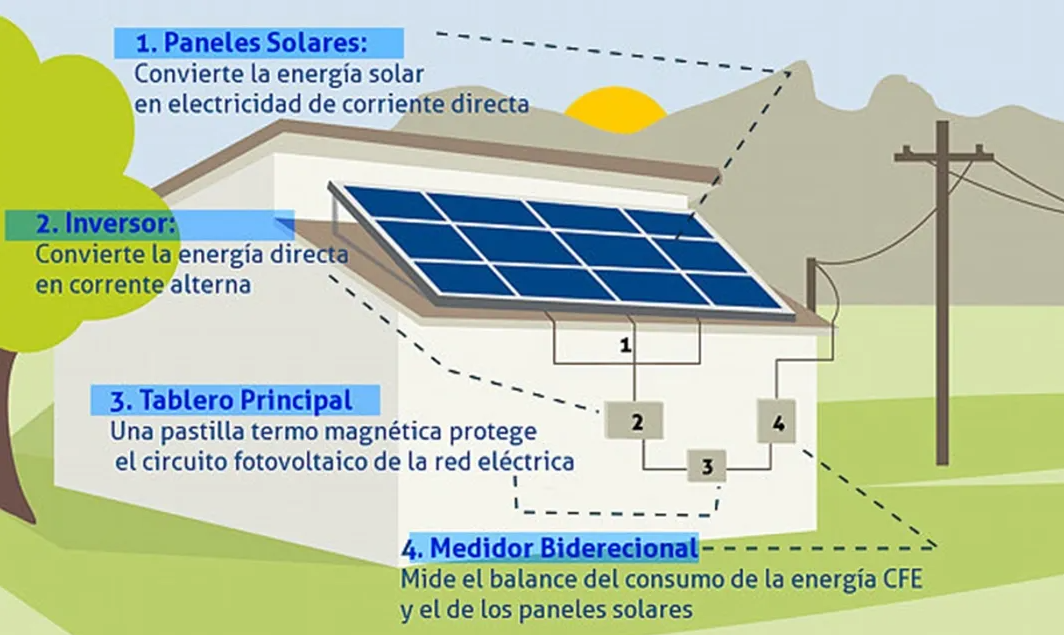 1. Paneles Solares:
Convierte la energía solar
en electricidad de corriente directa
2. Inversor:
Convierte la energía directa
en corrente alterna
1
3. Tablero Principal
Una pastilla termo magnética protege
el circuito fotovoltaico de la red eléctrica
2
4
3
4. Medidor Biderecional
Mide el balance del consumo de la energía CFE
y el de los paneles solares